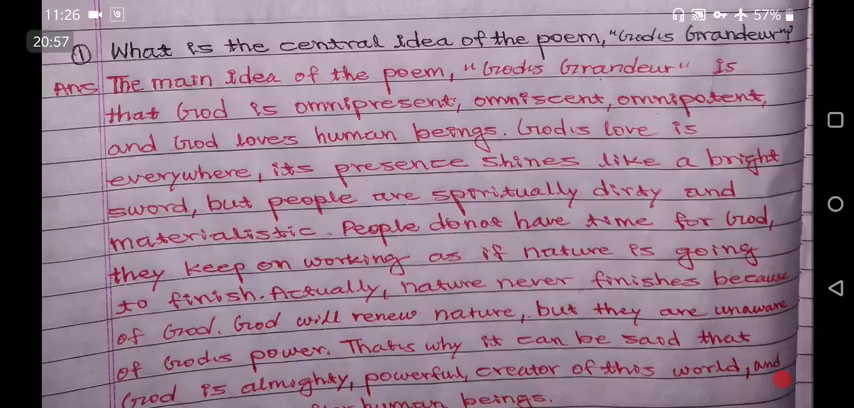 11:26
57%
20:57
① What is the central idea of the poem, "God's Grandeur"?
Ans The main idea of the poem, "God's Grandeur" is
that God is omnipresent, omniscent, omnipotent,
and God loves human beings. God's love is
everywhere, its presence shines like a bright
sword, but people are spiritually dirty and
materialistic. People donot have time for God,
they keep on working as if nature is going
to finish. Actually, nature never finishes because
of God. God will renew nature, but they are unaware
of God's power. That's why it can be said that
God is almighty, powerful, creator of this world, and
human beings.